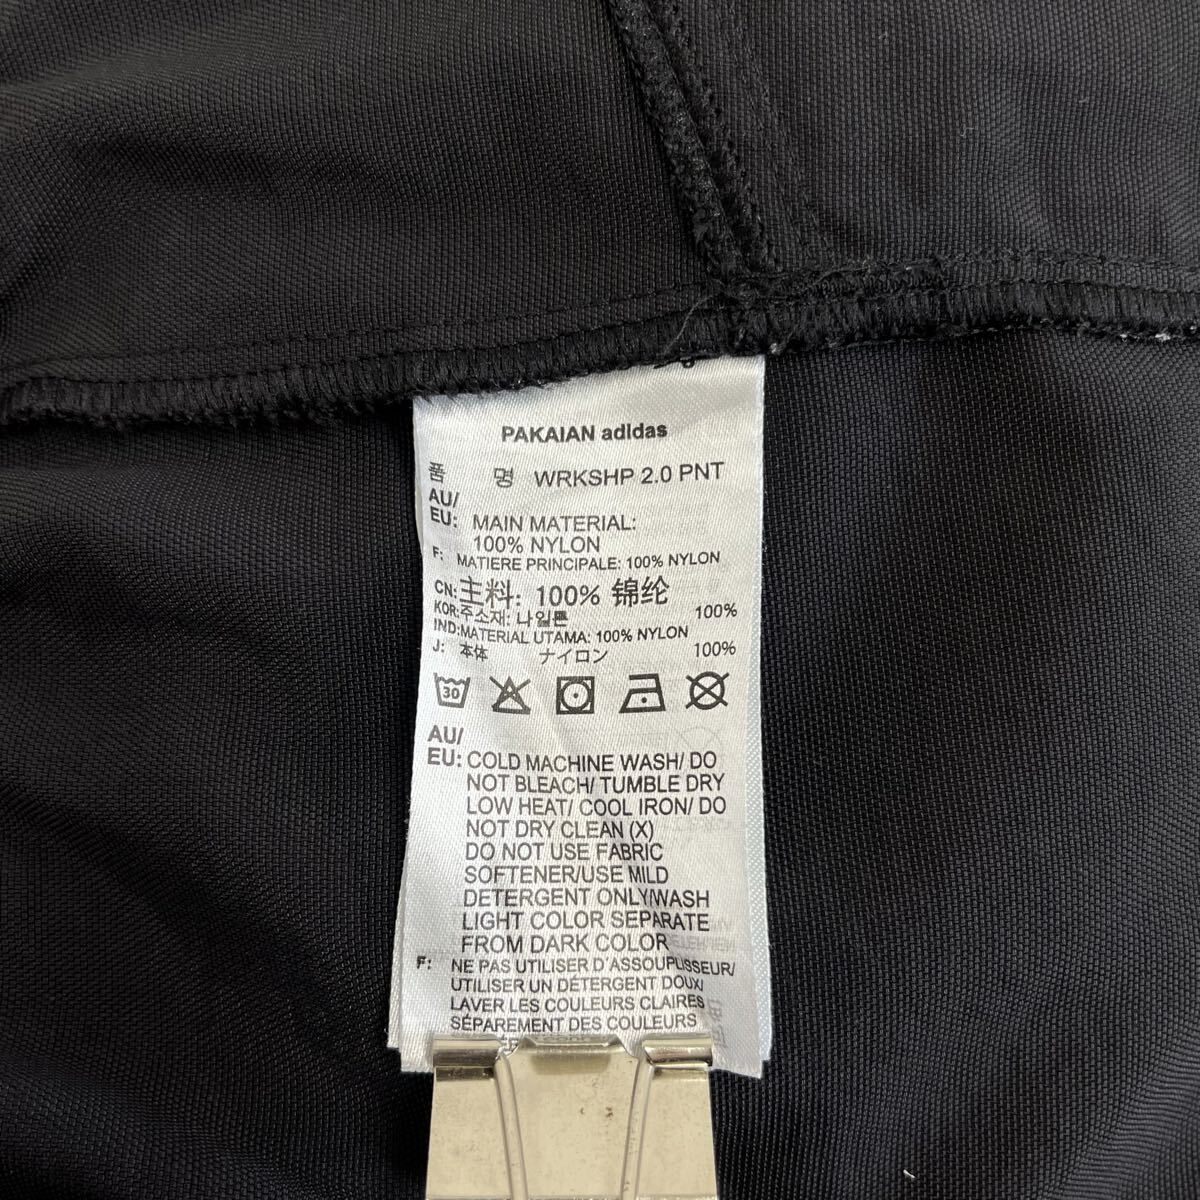 PAKAIAN adidas
품 명 WRKSHP 2.0 PNT
AU/
EU: MAIN MATERIAL:
100% NYLON
F: MATIERE PRINCIPALE: 100% NYLON
CN:主料: 100% 锦纶
KOR:주소재: 나일론 100%
IND:MATERIAL UTAMA: 100% NYLON
J: 本体 ナイロン 100%
30
AU/
EU: COLD MACHINE WASH/ DO
NOT BLEACH/ TUMBLE DRY
LOW HEAT/ COOL IRON/ DO
NOT DRY CLEAN (X)
DO NOT USE FABRIC
SOFTENER/USE MILD
DETERGENT ONLY/WASH
LIGHT COLOR SEPARATE
FROM DARK COLOR
F: NE PAS UTILISER D'ASSOUPLISSEUR/
UTILISER UN DÉTERGENT DOUX/
LAVER LES COULEURS CLAIRES
SÉPAREMENT DES COULEURS